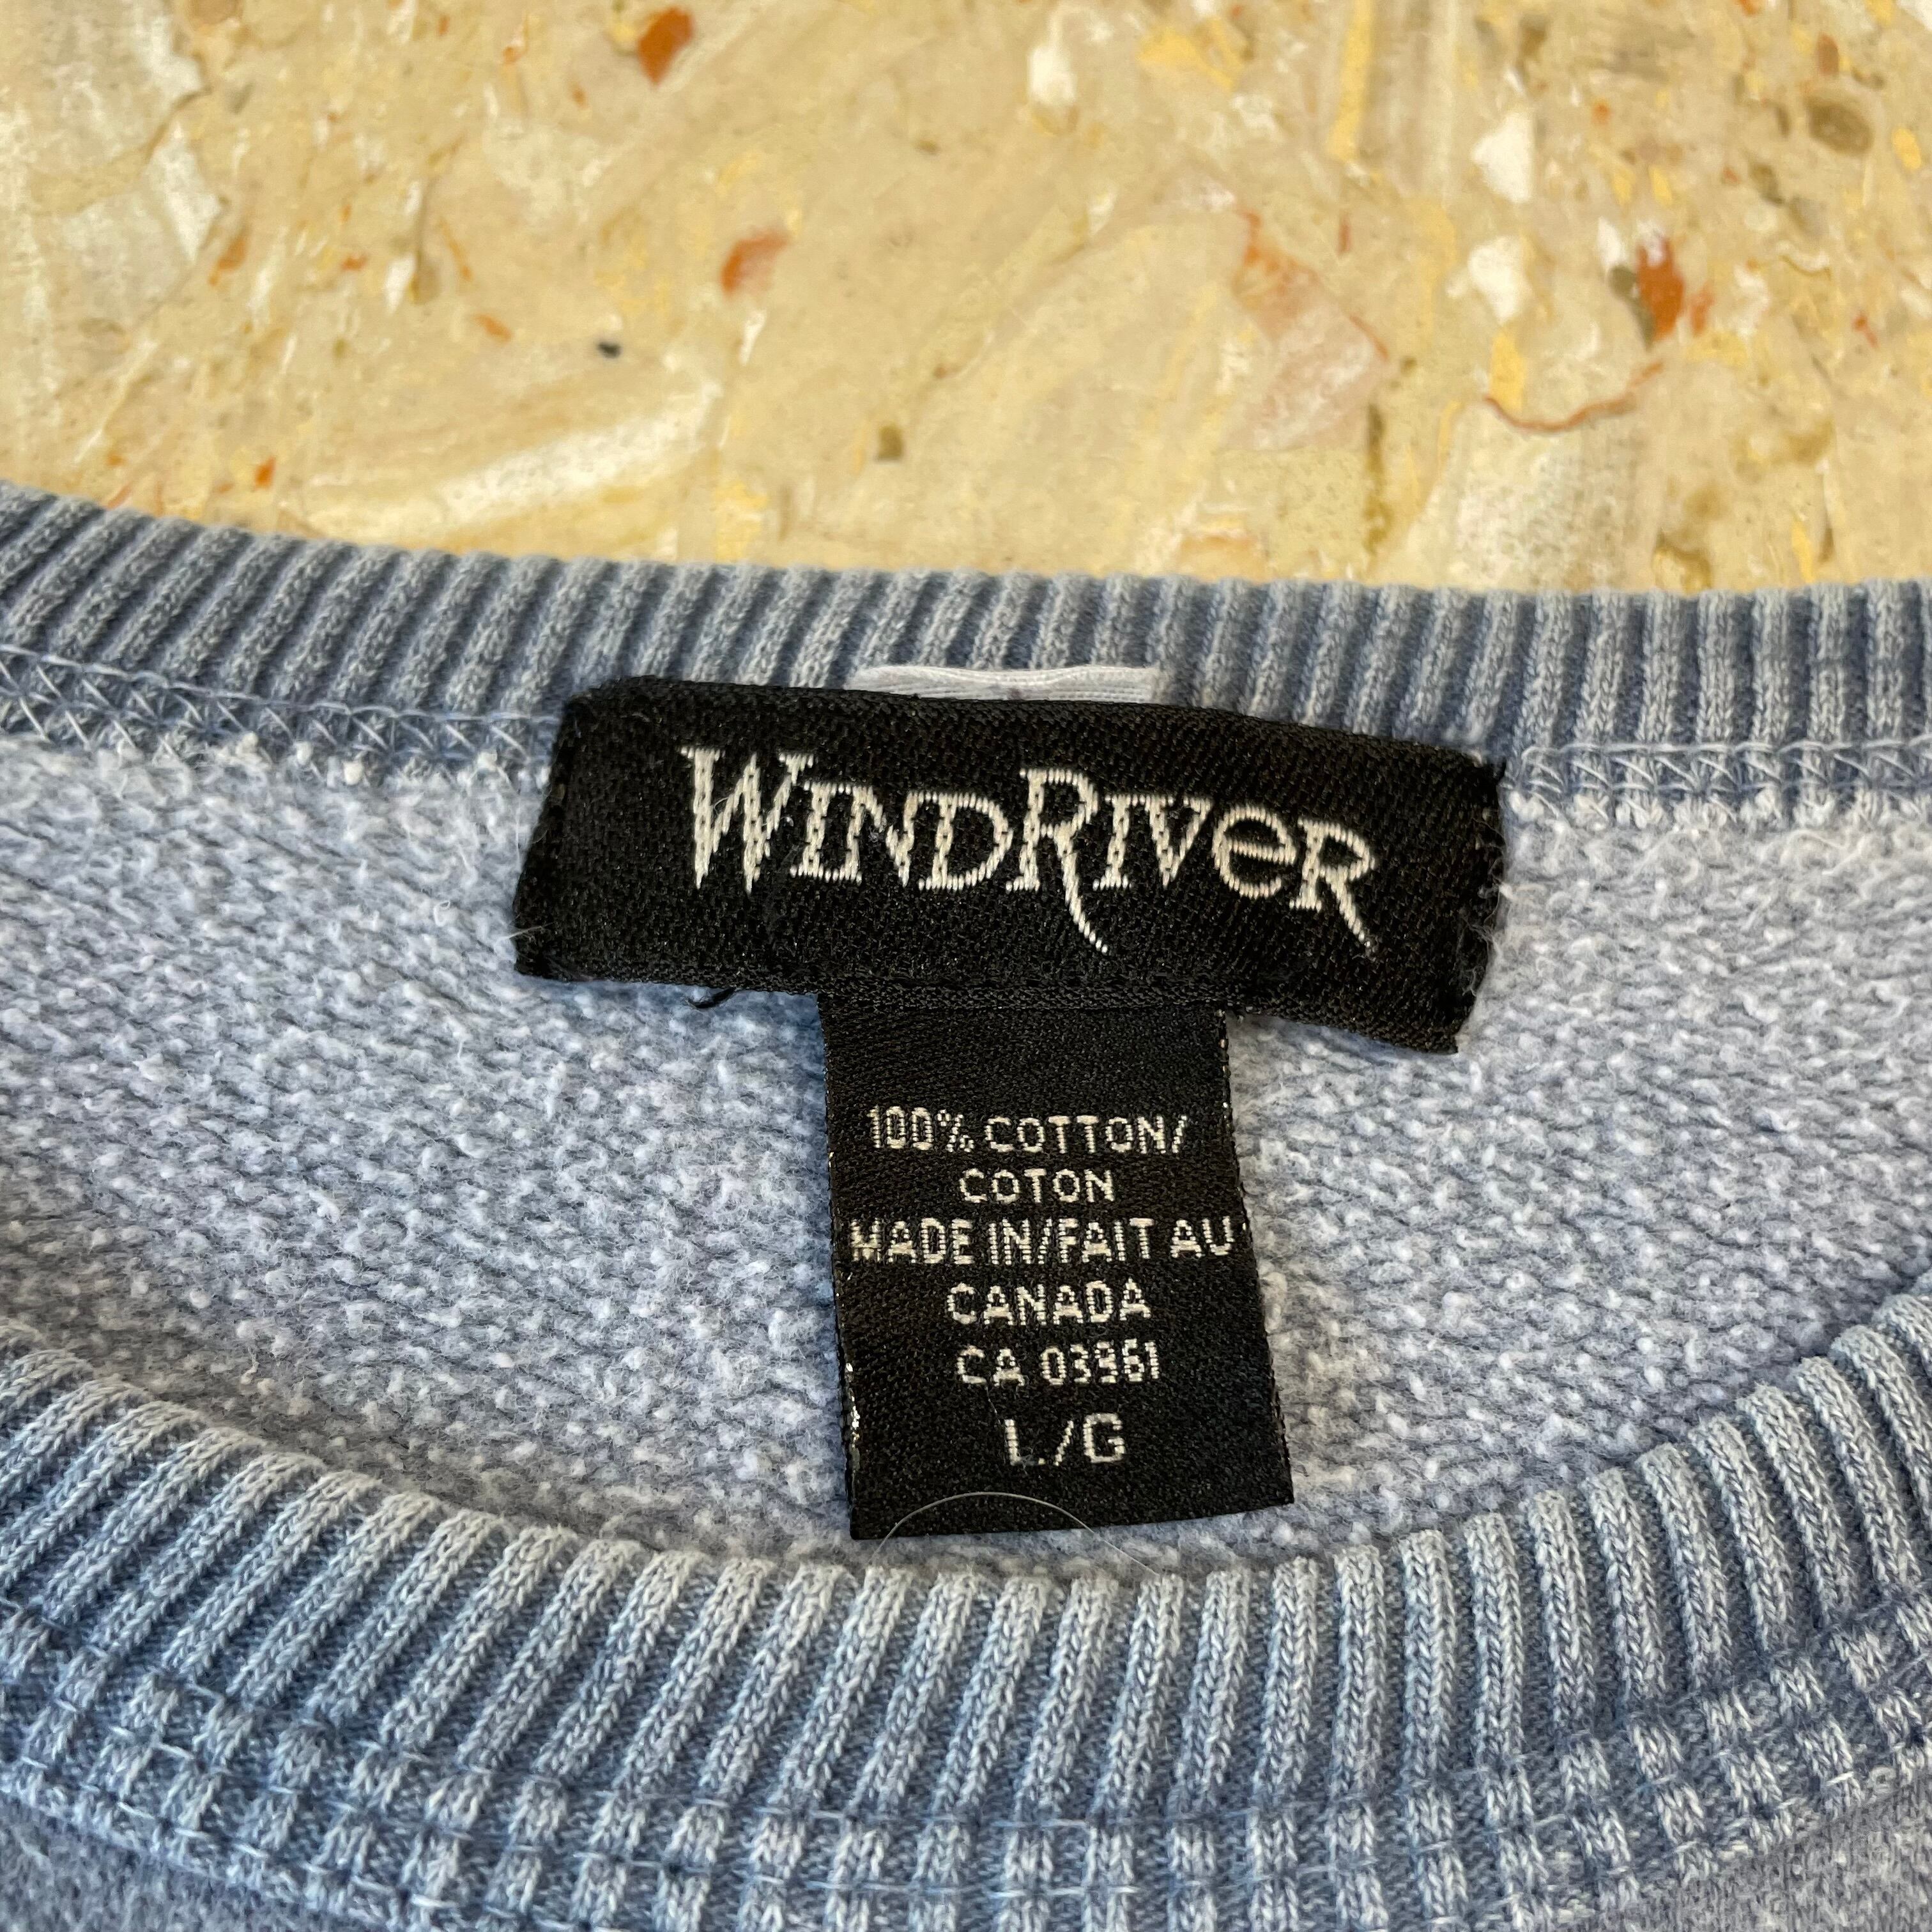 WINDRIVER
100% COTTON/
COTON
MADE IN/FAIT AU
CANADA
CA 03961
L/G